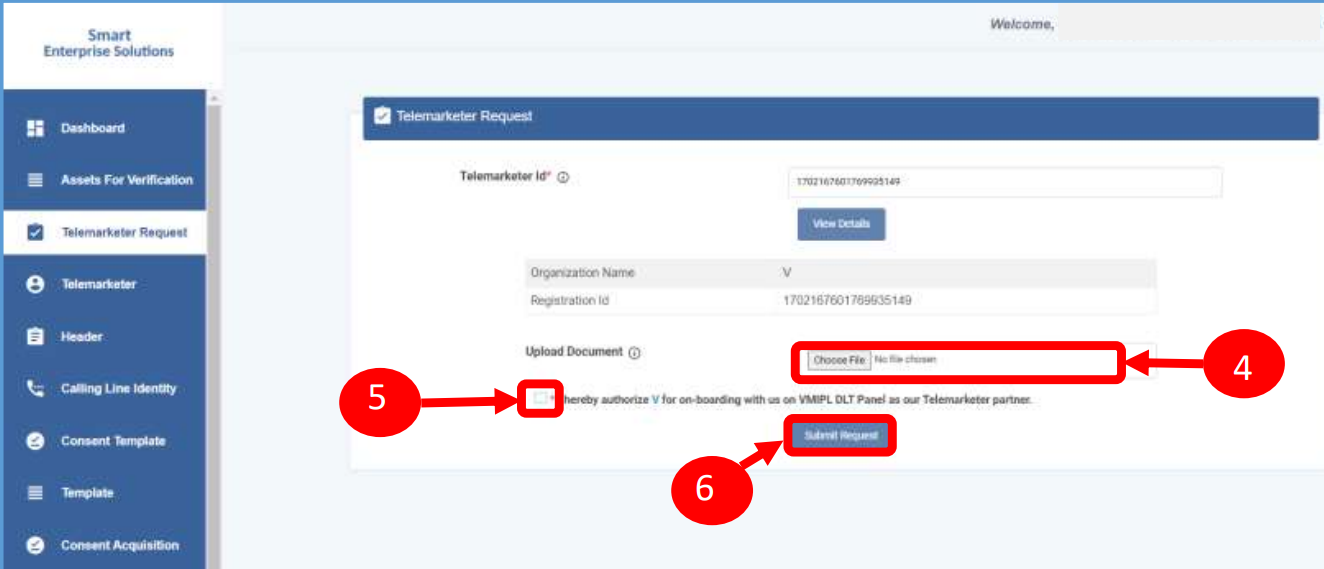 Smart
Enterprise Solutions
Welcome,
Dashboard
Assets For Verification
Telemarketer Request
Telemarketer
Header
Calling Line Identity
Consent Template
Template
Consent Acquisition
Telemarketer Request
Telemarketer Id*
1702167601769935149
View Details
Organization Name V
Registration Id 1702167601769935149
Upload Document
Choose File No file chosen
4
5
* hereby authorize V for on-boarding with us on VMIPL DLT Panel as our Telemarketer partner.
Submit Request
6